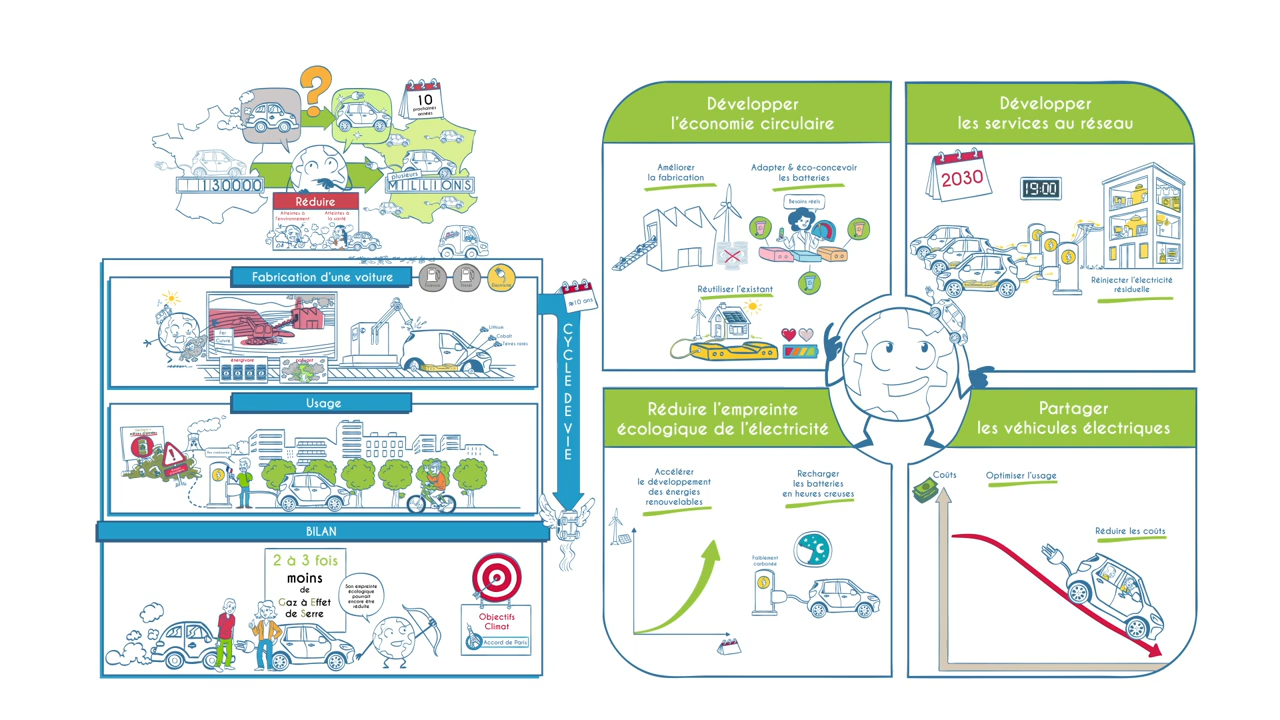 10
prochaines
années
130000
plusieurs
MILLIONS
Réduire
Atteintes à
l'environnement
Atteintes à
la santé
Fabrication d'une voiture
Essence
Diesel
Électricité
≈10 ans
Fer
Cuivre
énergivore
polluant
Lithium
Cobalt
Terres rares
CYCLE DE VIE
Usage
BILAN
2 à 3 fois
moins
de
Gaz à Effet
de Serre
Son empreinte
écologique
pourrait
encore être
réduite
Objectifs
Climat
Accord de Paris
Développer
l'économie circulaire
Améliorer
la fabrication
Adapter & éco-concevoir
les batteries
Besoins réels
Réutiliser l'existant
Développer
les services au réseau
2030
19:00
Réinjecter l'électricité
résiduelle
Réduire l'empreinte
écologique de l'électricité
Accélérer
le développement
des énergies
renouvelables
Recharger
les batteries
en heures creuses
Faiblement
carbonée
Partager
les véhicules électriques
Coûts
Optimiser l'usage
Réduire les coûts